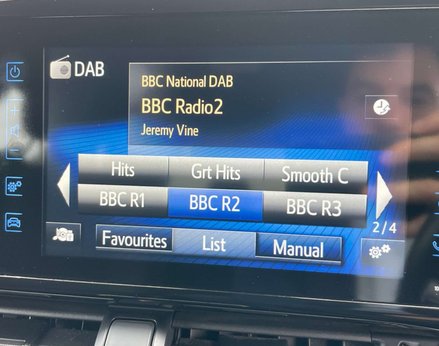 DAB
BBC National DAB
BBC Radio2
Jeremy Vine
Hits Grt Hits Smooth C
BBC R1 BBC R2 BBC R3
2/4
Favourites List Manual